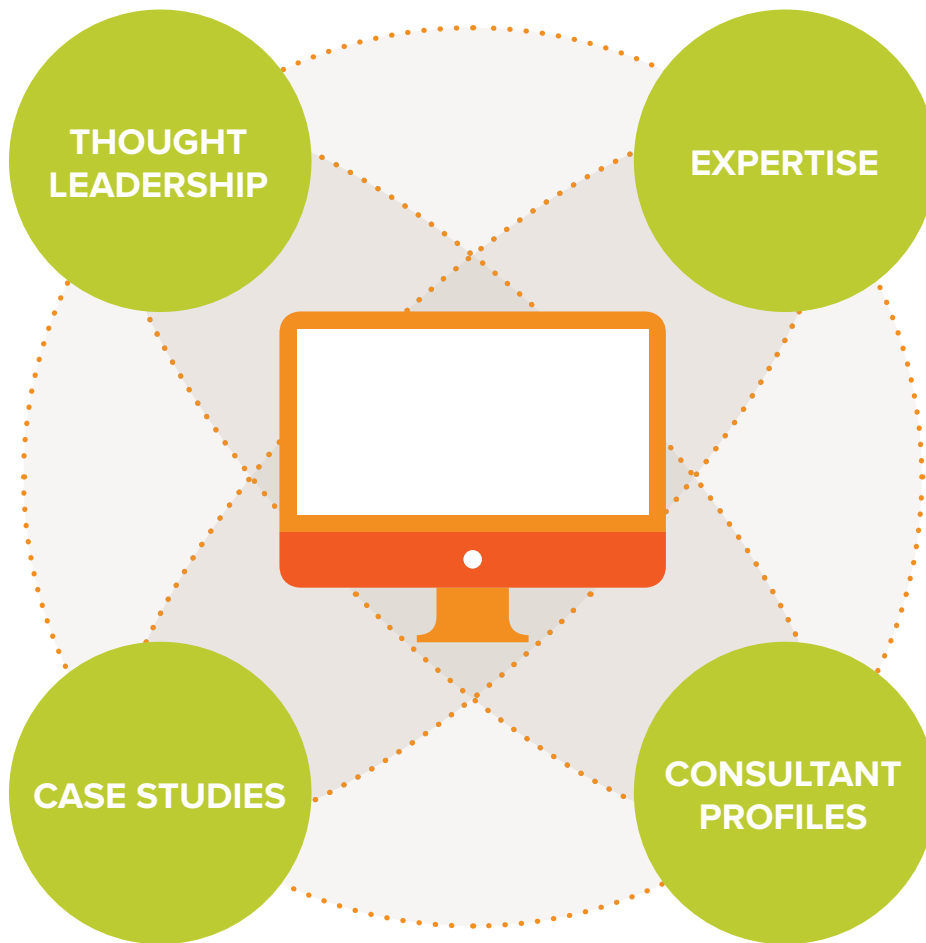 THOUGHT
LEADERSHIP
EXPERTISE
CASE STUDIES
CONSULTANT
PROFILES